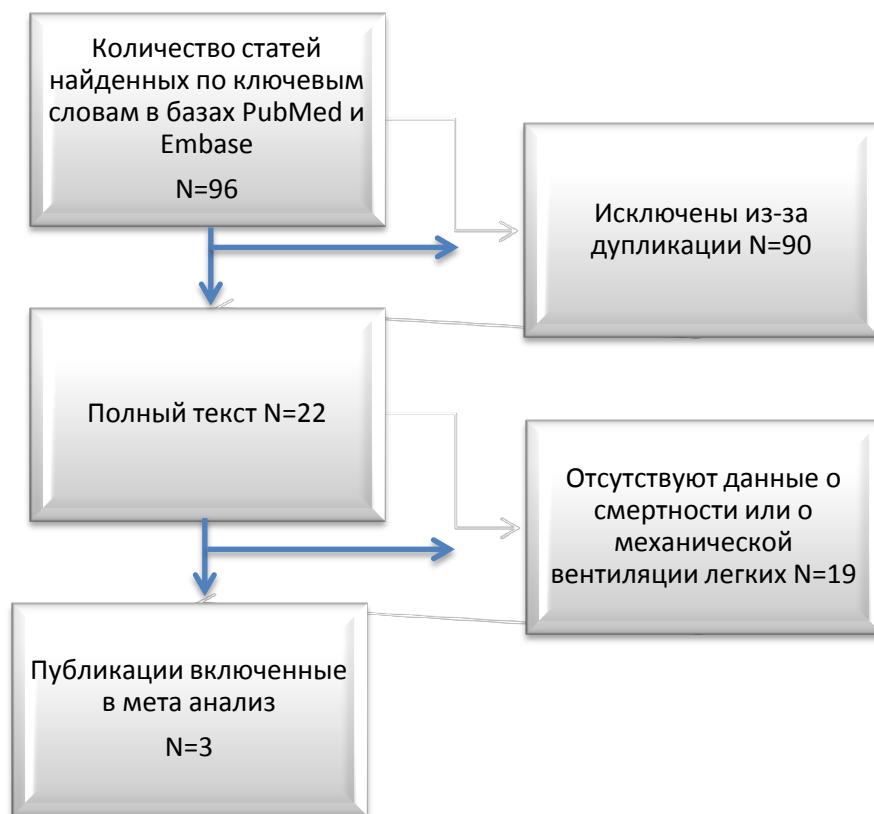 Количество статей
найденных по ключевым
словам в базах PubMed и
Embase
N=96
Исключены из-за
дупликации N=90
Полный текст N=22
Отсутствуют данные о
смертности или о
механической
вентиляции легких N=19
Публикации включенные
в мета анализ
N=3